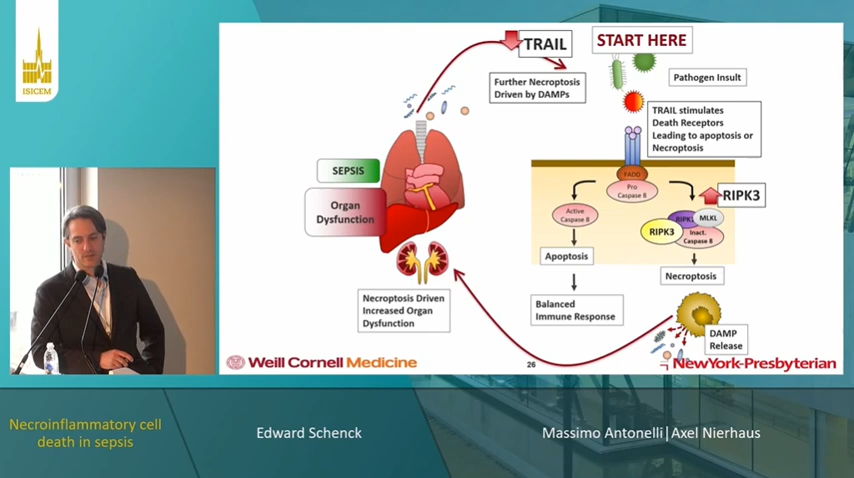 ISICEM
TRAIL
START HERE
Further Necroptosis
Driven by DAMPs
Pathogen Insult
TRAIL stimulates
Death Receptors
Leading to apoptosis or
Necroptosis
SEPSIS
Organ
Dysfunction
FADD
Pro
Caspase 8
RIPK3
Active
Caspase 8
RIPK3
MLKL
Inact.
Caspase 8
Apoptosis
Necroptosis
Necroptosis Driven
Increased Organ
Dysfunction
Balanced
Immune Response
DAMP
Release
Weill Cornell Medicine
26
NewYork-Presbyterian
Necroinflammatory cell
death in sepsis
Edward Schenck
Massimo Antonelli|Axel Nierhaus